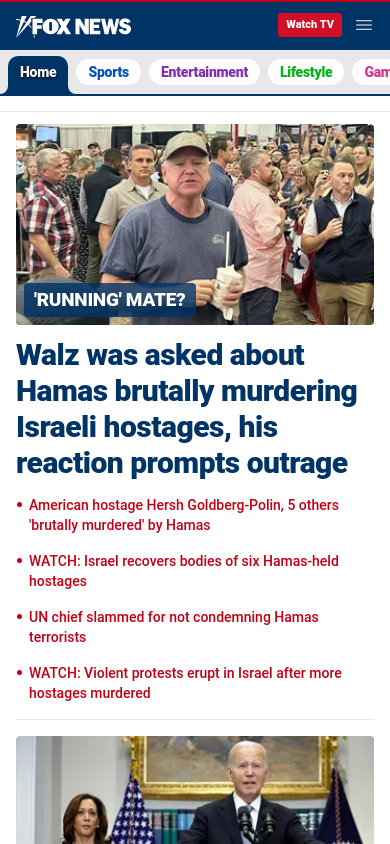 FOX NEWS
Watch TV
Home
Sports
Entertainment
Lifestyle
Gam
'RUNNING' MATE?
Walz was asked about
Hamas brutally murdering
Israeli hostages, his
reaction prompts outrage
American hostage Hersh Goldberg-Polin, 5 others
'brutally murdered' by Hamas
WATCH: Israel recovers bodies of six Hamas-held
hostages
UN chief slammed for not condemning Hamas
terrorists
WATCH: Violent protests erupt in Israel after more
hostages murdered